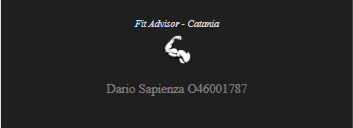 Fit Advisor - Catania
Dario Sapienza O46001787